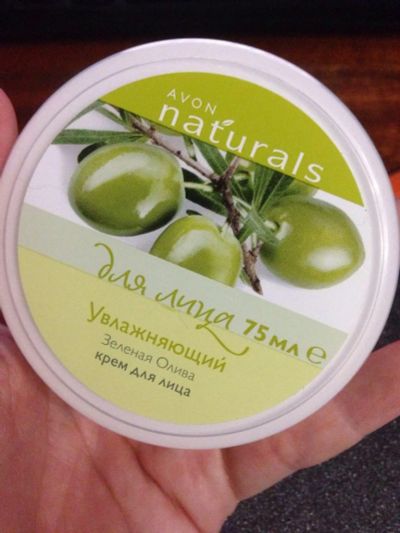 AVON
naturals
для лица 75 мл e
Увлажняющий
Зеленая Олива
крем для лица